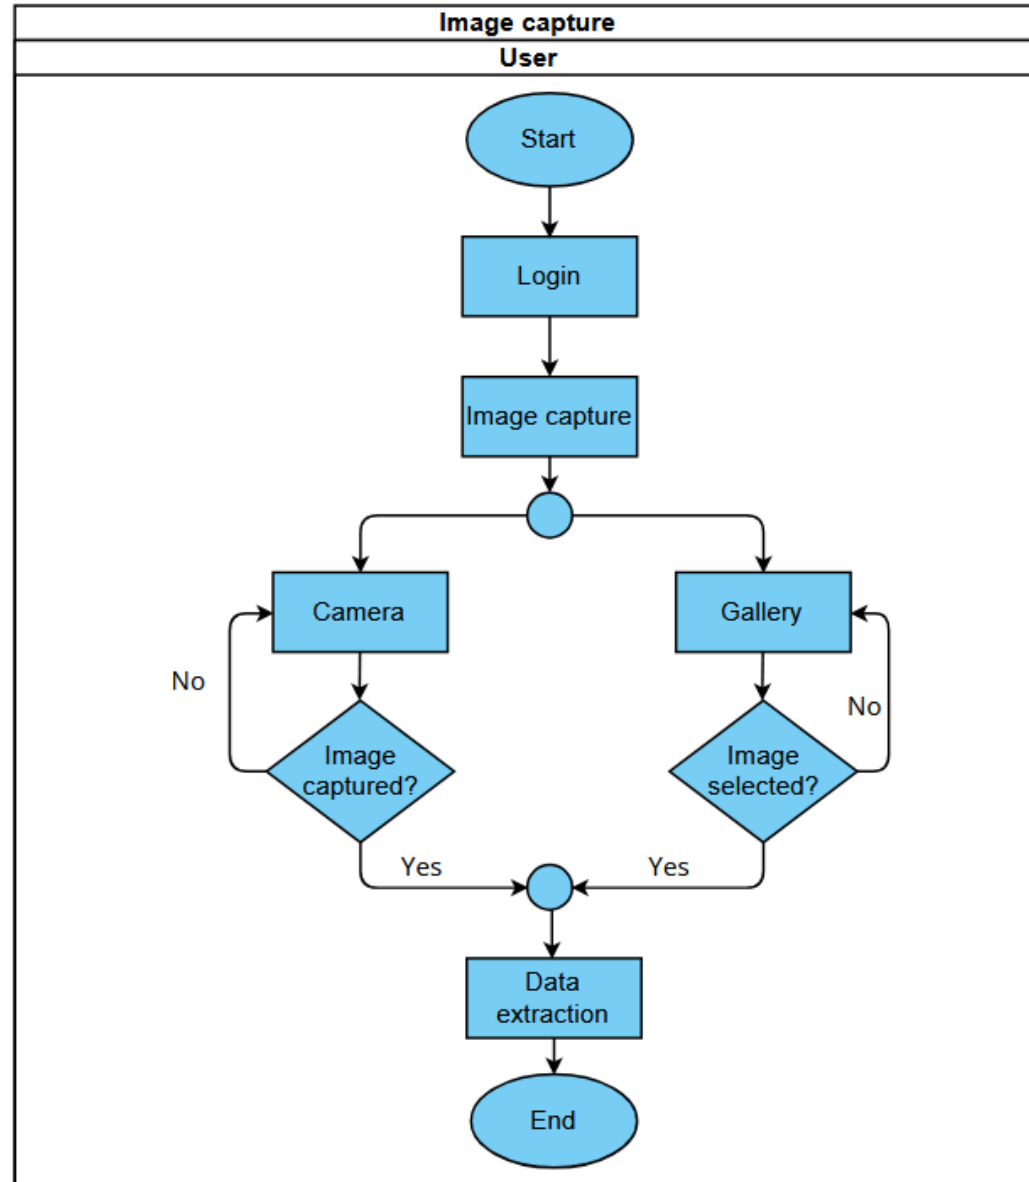 Image capture
User
Start
Login
Image capture
Camera
Gallery
No
No
Image
captured?
Image
selected?
Yes
Yes
Data
extraction
End